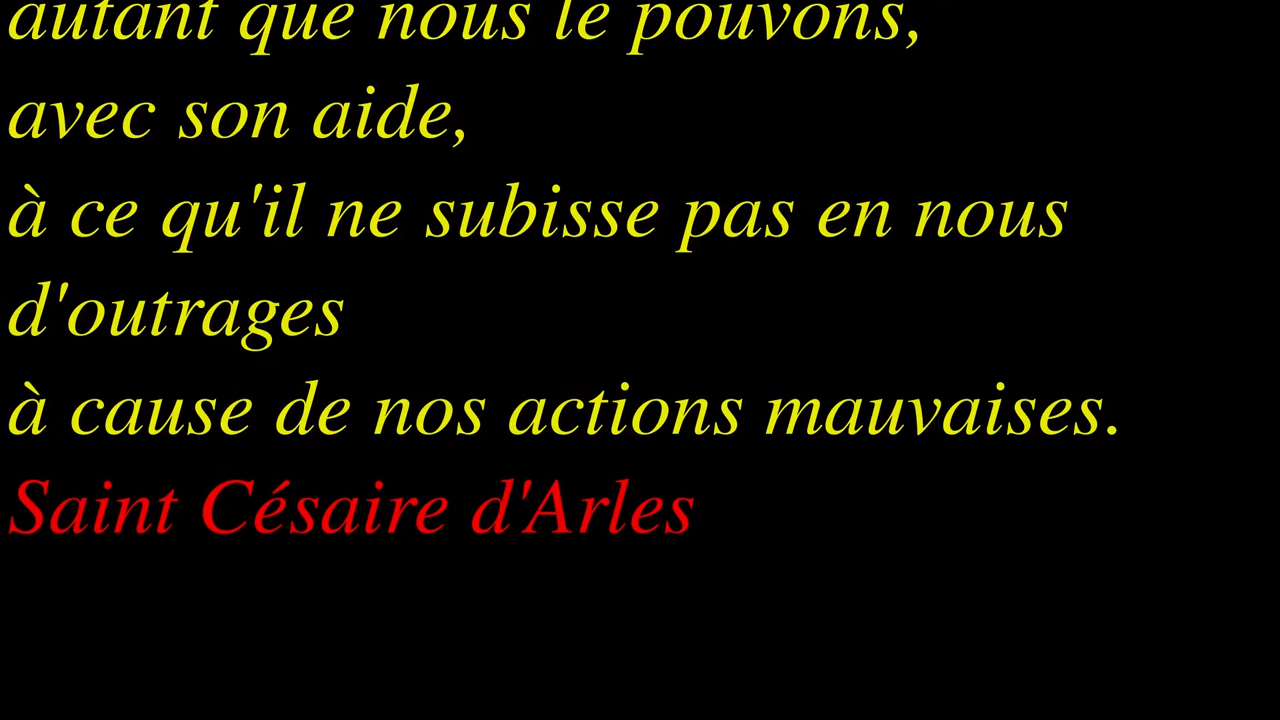 autant que nous le pouvons,
avec son aide,
à ce qu'il ne subisse pas en nous
d'outrages
à cause de nos actions mauvaises.
Saint Césaire d'Arles